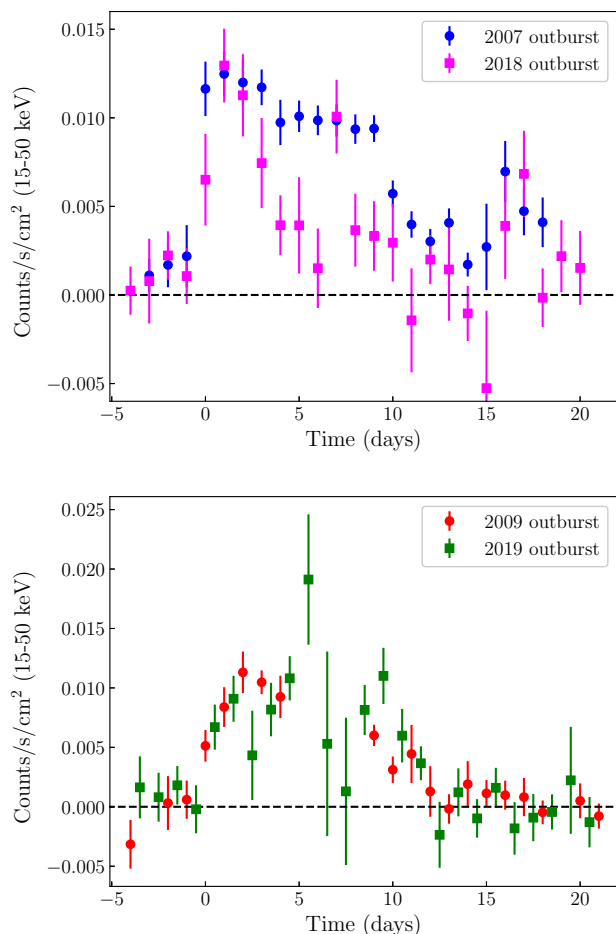 0.015
0.010
0.005
0.000
−0.005
Counts/s/cm² (15-50 keV)
2007 outburst
2018 outburst
−5 0 5 10 15 20
Time (days)
0.025
0.020
0.015
0.010
0.005
0.000
−0.005
Counts/s/cm² (15-50 keV)
2009 outburst
2019 outburst
−5 0 5 10 15 20
Time (days)